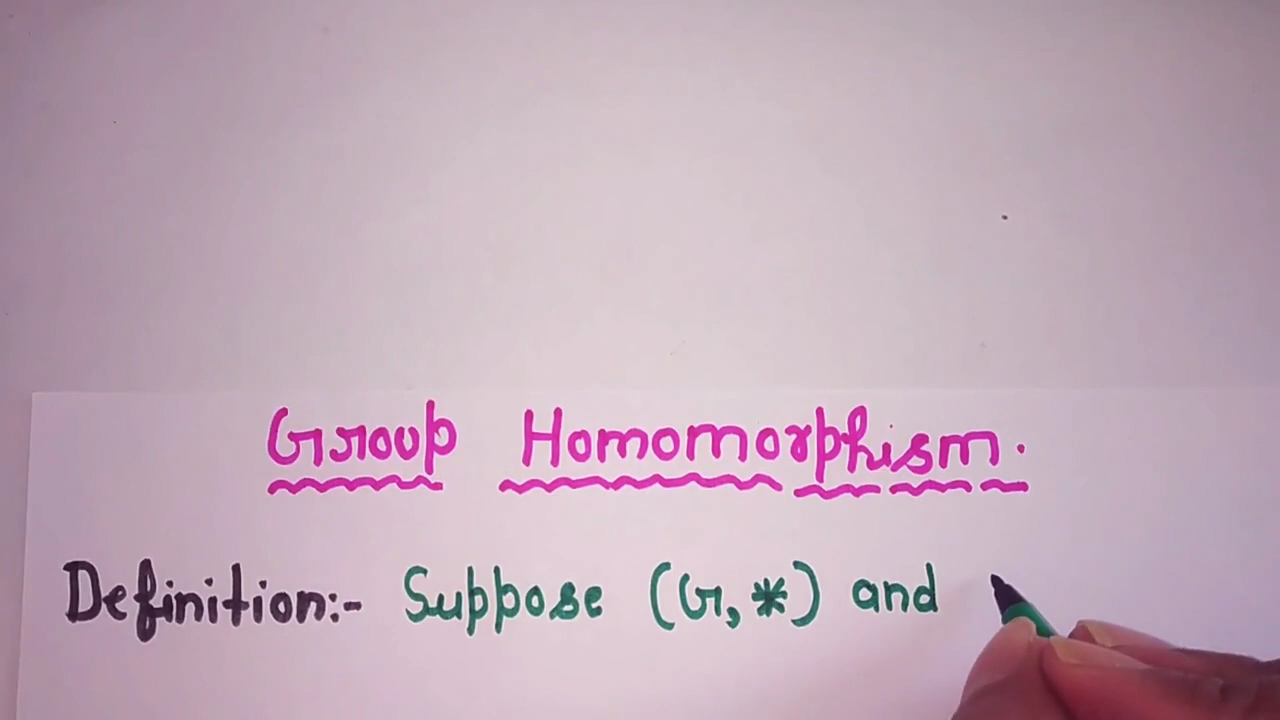 Group Homomorphism.
Definition:- Suppose (G, *) and